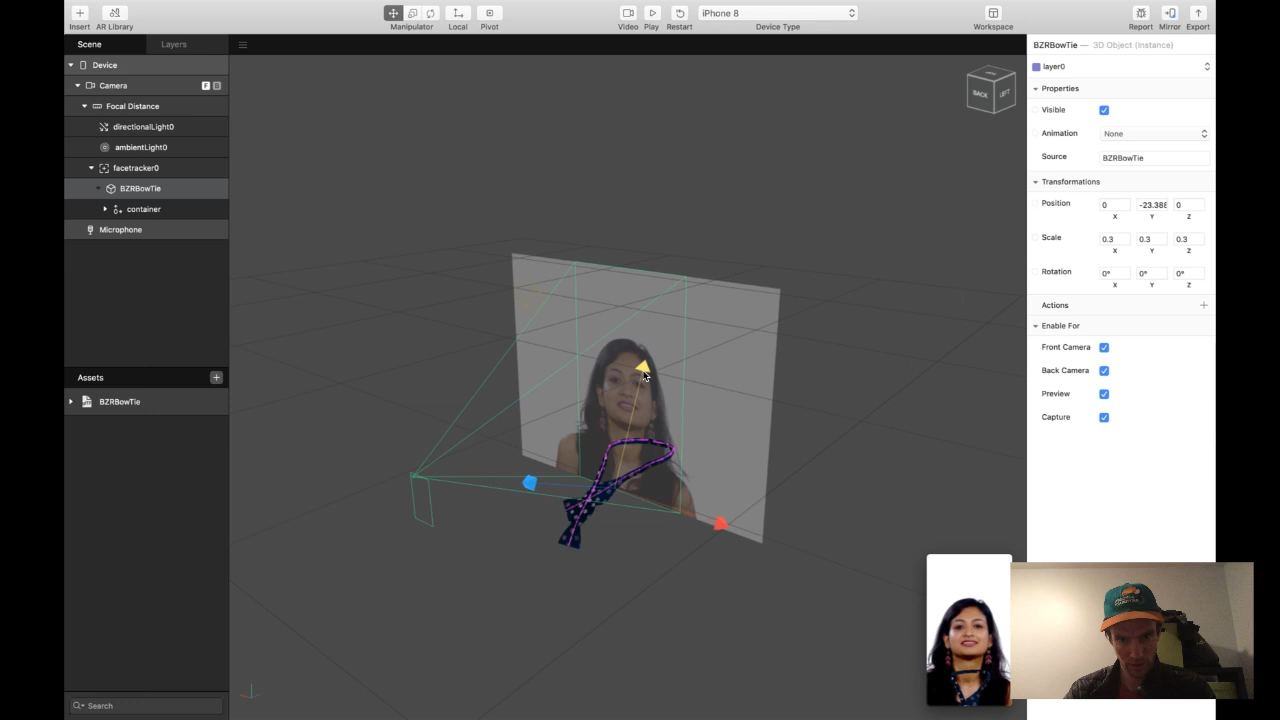 Insert
AR Library
Manipulator
Local
Pivot
Video
Play
Restart
iPhone 8
Device Type
Workspace
Report
Mirror
Export
Scene
Layers
Device
Camera
F
B
Focal Distance
directionalLight0
ambientLight0
facetracker0
BZRBowTie
container
Microphone
Assets
BZRBowTie
Search
BACK
LEFT
BZRBowTie — 3D Object (Instance)
layer0
Properties
Visible
Animation None
Source BZRBowTie
Transformations
Position 0 -23.388 0
X Y Z
Scale 0.3 0.3 0.3
X Y Z
Rotation 0° 0° 0°
X Y Z
Actions
Enable For
Front Camera
Back Camera
Preview
Capture